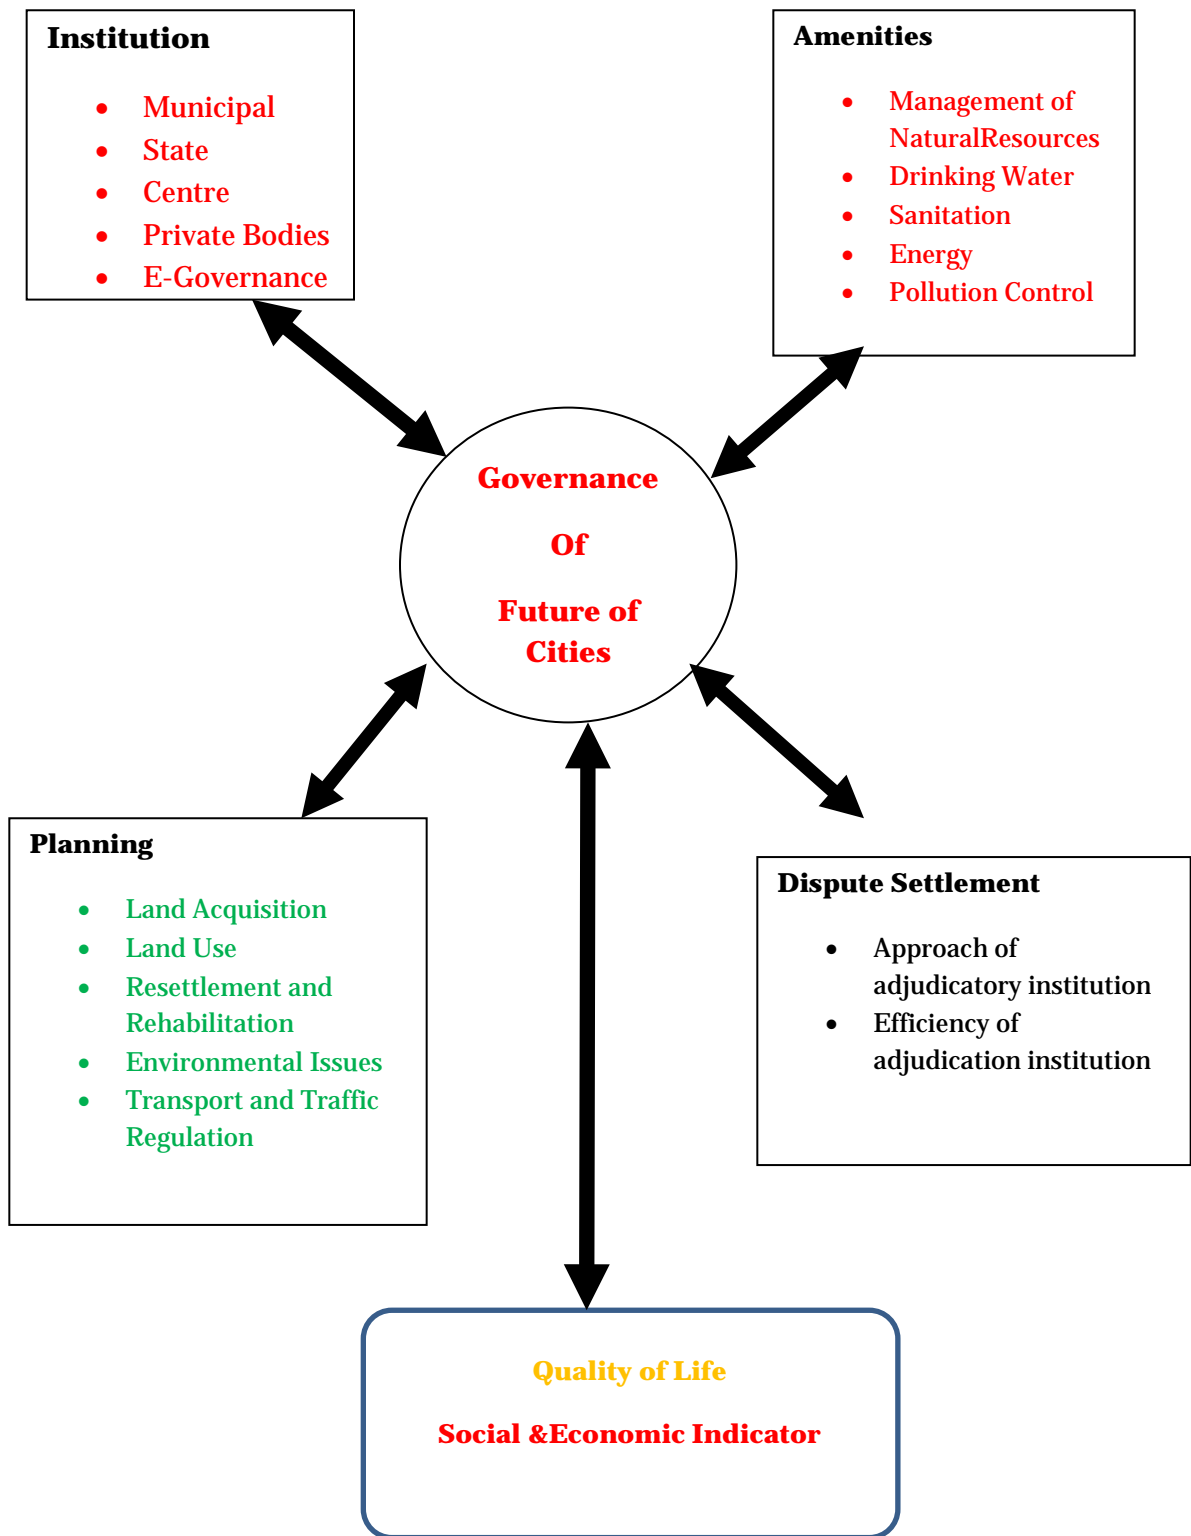 Institution
• Municipal
• State
• Centre
• Private Bodies
• E-Governance
Amenities
• Management of
NaturalResources
• Drinking Water
• Sanitation
• Energy
• Pollution Control
Governance
Of
Future of
Cities
Planning
• Land Acquisition
• Land Use
• Resettlement and
Rehabilitation
• Environmental Issues
• Transport and Traffic
Regulation
Dispute Settlement
• Approach of
adjudicatory institution
• Efficiency of
adjudication institution
Quality of Life
Social &Economic Indicator